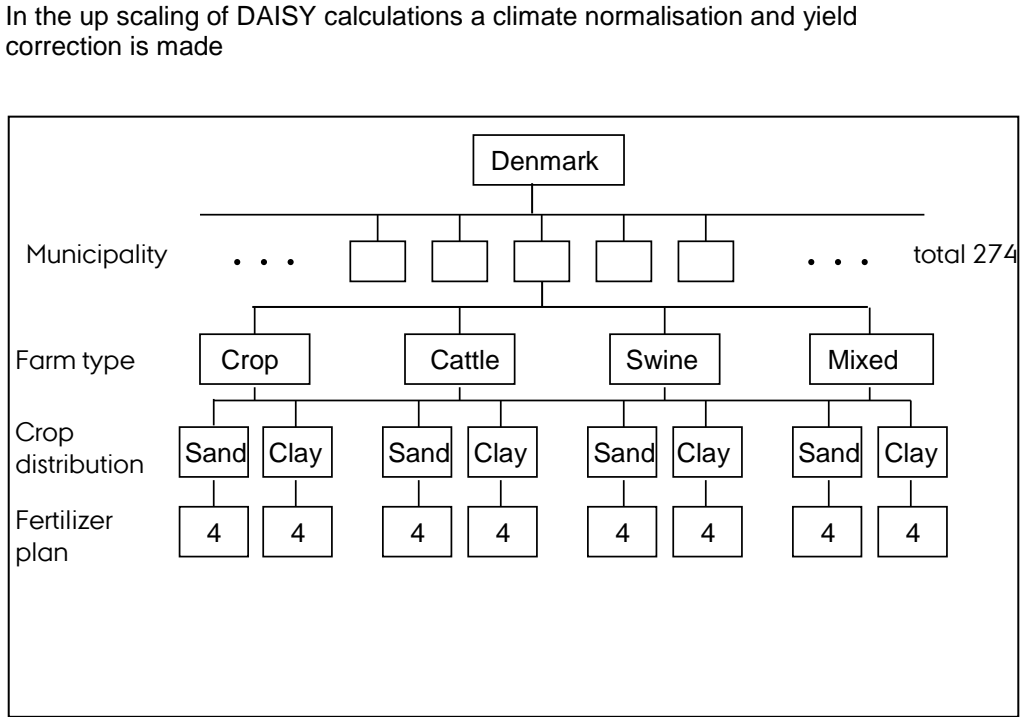 In the up scaling of DAISY calculations a climate normalisation and yield
correction is made
Denmark
Municipality . . . . . . total 274
Farm type Crop Cattle Swine Mixed
Crop
distribution Sand Clay Sand Clay Sand Clay Sand Clay
Fertilizer
plan 4 4 4 4 4 4 4 4